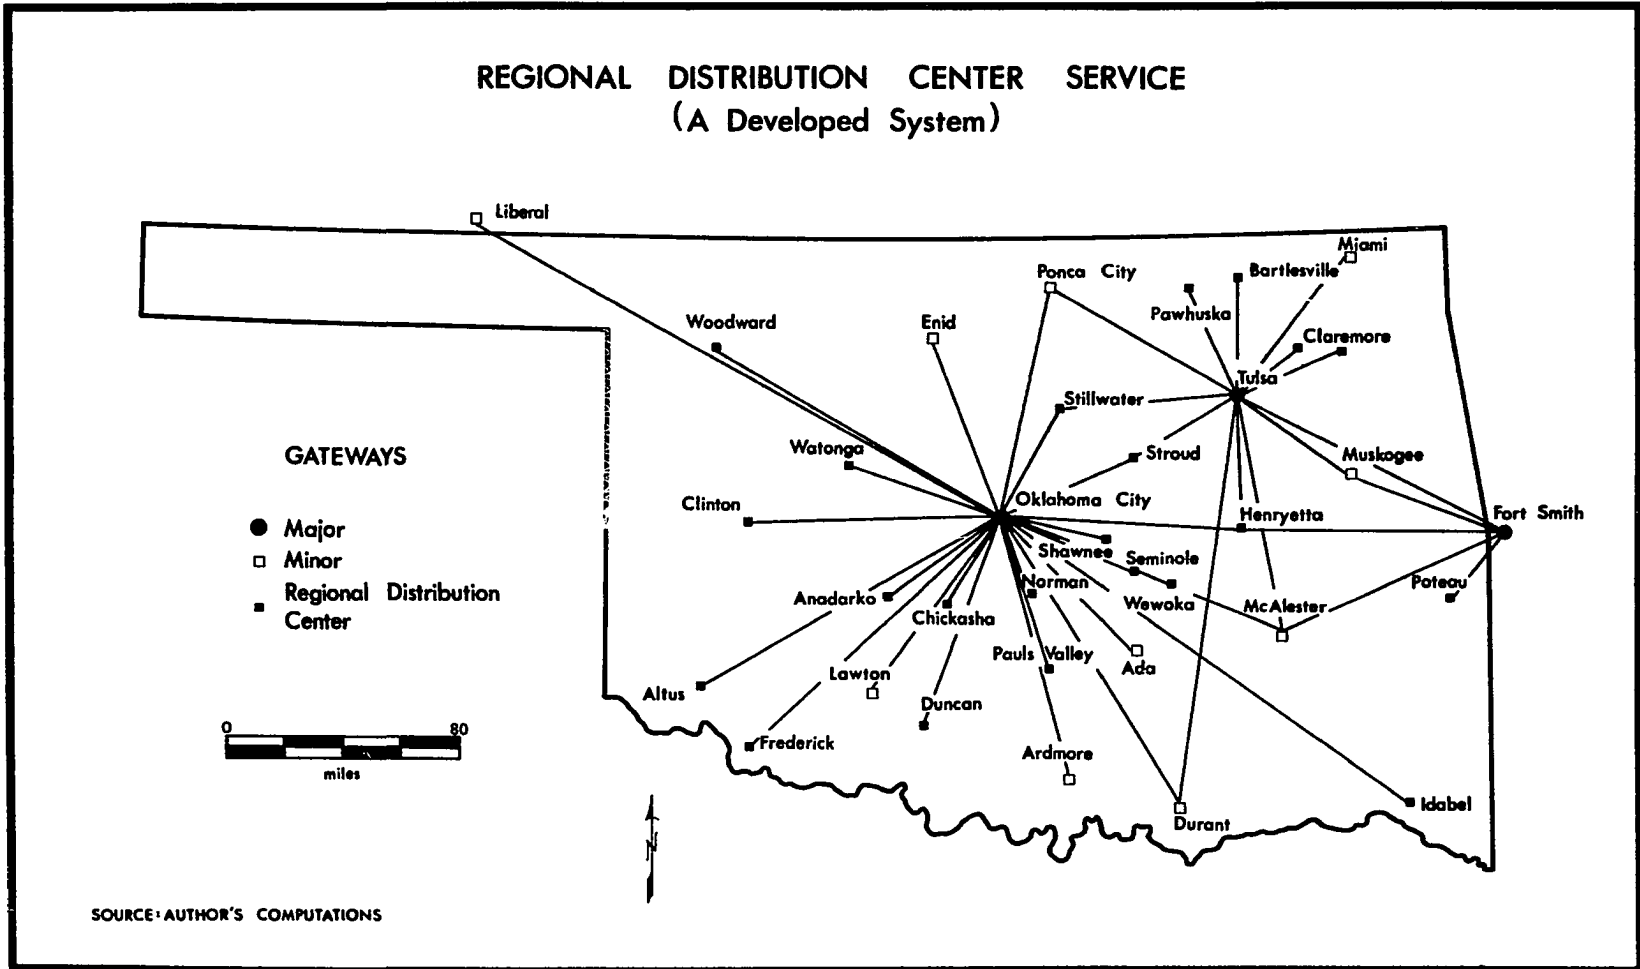 REGIONAL DISTRIBUTION CENTER SERVICE
(A Developed System)
Liberal
Miami
Ponca City
Bartlesville
Pawhuska
Woodward
Enid
Claremore
Tulsa
Stillwater
GATEWAYS
Watonga
Stroud
Muskogee
Clinton
Oklahoma City
Henryetta
Fort Smith
Major
Minor
Regional Distribution
Center
Shawnee
Seminole
Norman
Poteau
Anadarko
Wewoka
McAlester
Chickasha
Pauls Valley
Ada
Lawton
Altus
Duncan
Frederick
Ardmore
0 80
miles
Idabel
Durant
N
SOURCE: AUTHOR'S COMPUTATIONS